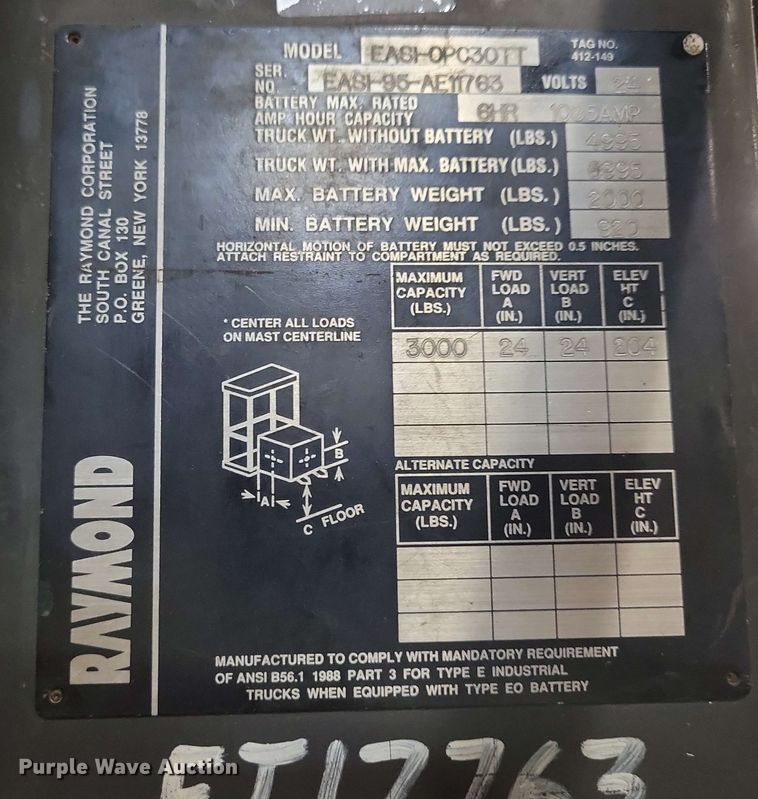 MODEL EASI-OPC30TT
TAG NO.
412-149
SER.
NO. EASI-95-AE11763 VOLTS 24
BATTERY MAX. RATED
AMP HOUR CAPACITY 6HR AMP
TRUCK WT. WITHOUT BATTERY (LBS.) 4995
TRUCK WT. WITH MAX. BATTERY (LBS.) 6995
MAX. BATTERY WEIGHT (LBS.) 2000
MIN. BATTERY WEIGHT (LBS.) 920
HORIZONTAL MOTION OF BATTERY MUST NOT EXCEED 0.5 INCHES.
ATTACH RESTRAINT TO COMPARTMENT AS REQUIRED.
THE RAYMOND CORPORATION
SOUTH CANAL STREET
P.O. BOX 130
GREENE, NEW YORK 13778
RAYMOND
* CENTER ALL LOADS
ON MAST CENTERLINE
A
B
C FLOOR
MAXIMUM CAPACITY (LBS.) FWD LOAD A (IN.) VERT LOAD B (IN.) ELEV HT C (IN.)
3000 24 24 204
ALTERNATE CAPACITY
MAXIMUM CAPACITY (LBS.) FWD LOAD A (IN.) VERT LOAD B (IN.) ELEV HT C (IN.)
MANUFACTURED TO COMPLY WITH MANDATORY REQUIREMENT
OF ANSI B56.1 1988 PART 3 FOR TYPE E INDUSTRIAL
TRUCKS WHEN EQUIPPED WITH TYPE EO BATTERY
Purple Wave Auction